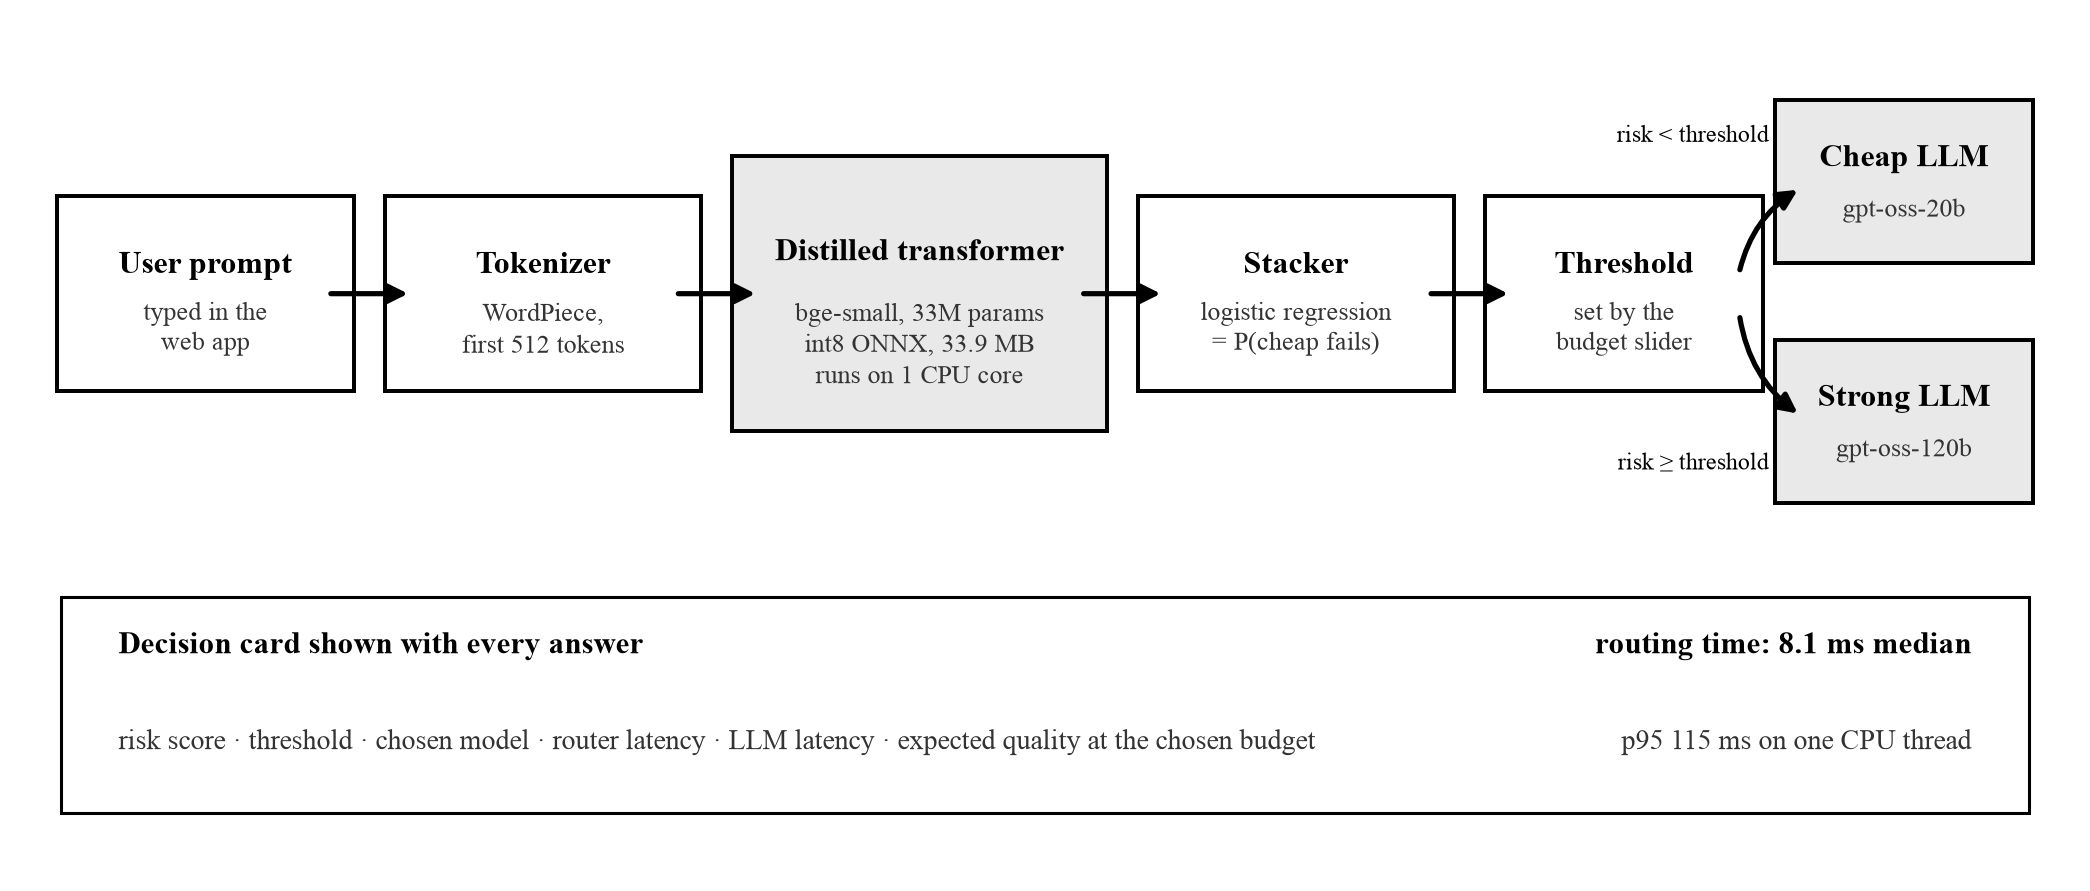 User prompt
typed in the
web app
Tokenizer
WordPiece,
first 512 tokens
Distilled transformer
bge-small, 33M params
int8 ONNX, 33.9 MB
runs on 1 CPU core
Stacker
logistic regression
= P(cheap fails)
Threshold
set by the
budget slider
risk < threshold
Cheap LLM
gpt-oss-20b
risk ≥ threshold
Strong LLM
gpt-oss-120b
Decision card shown with every answer
routing time: 8.1 ms median
risk score · threshold · chosen model · router latency · LLM latency · expected quality at the chosen budget
p95 115 ms on one CPU thread